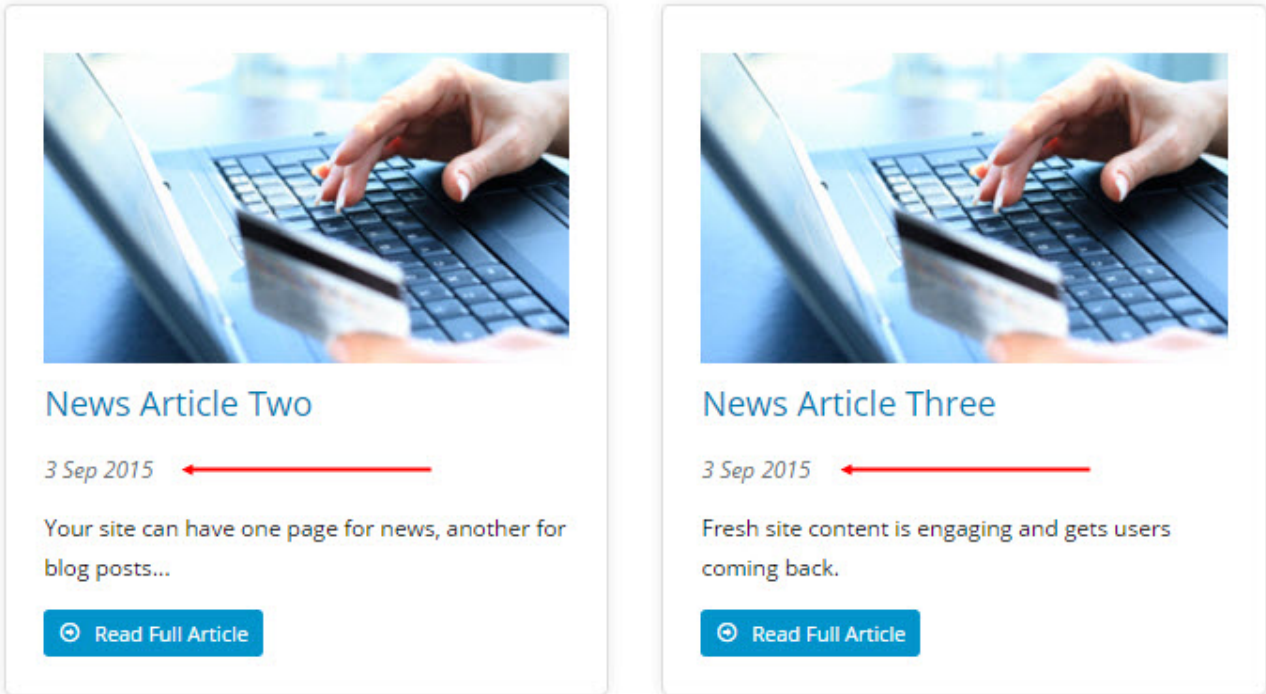 News Article Two
3 Sep 2015
Your site can have one page for news, another for
blog posts...
Read Full Article
News Article Three
3 Sep 2015
Fresh site content is engaging and gets users
coming back.
Read Full Article